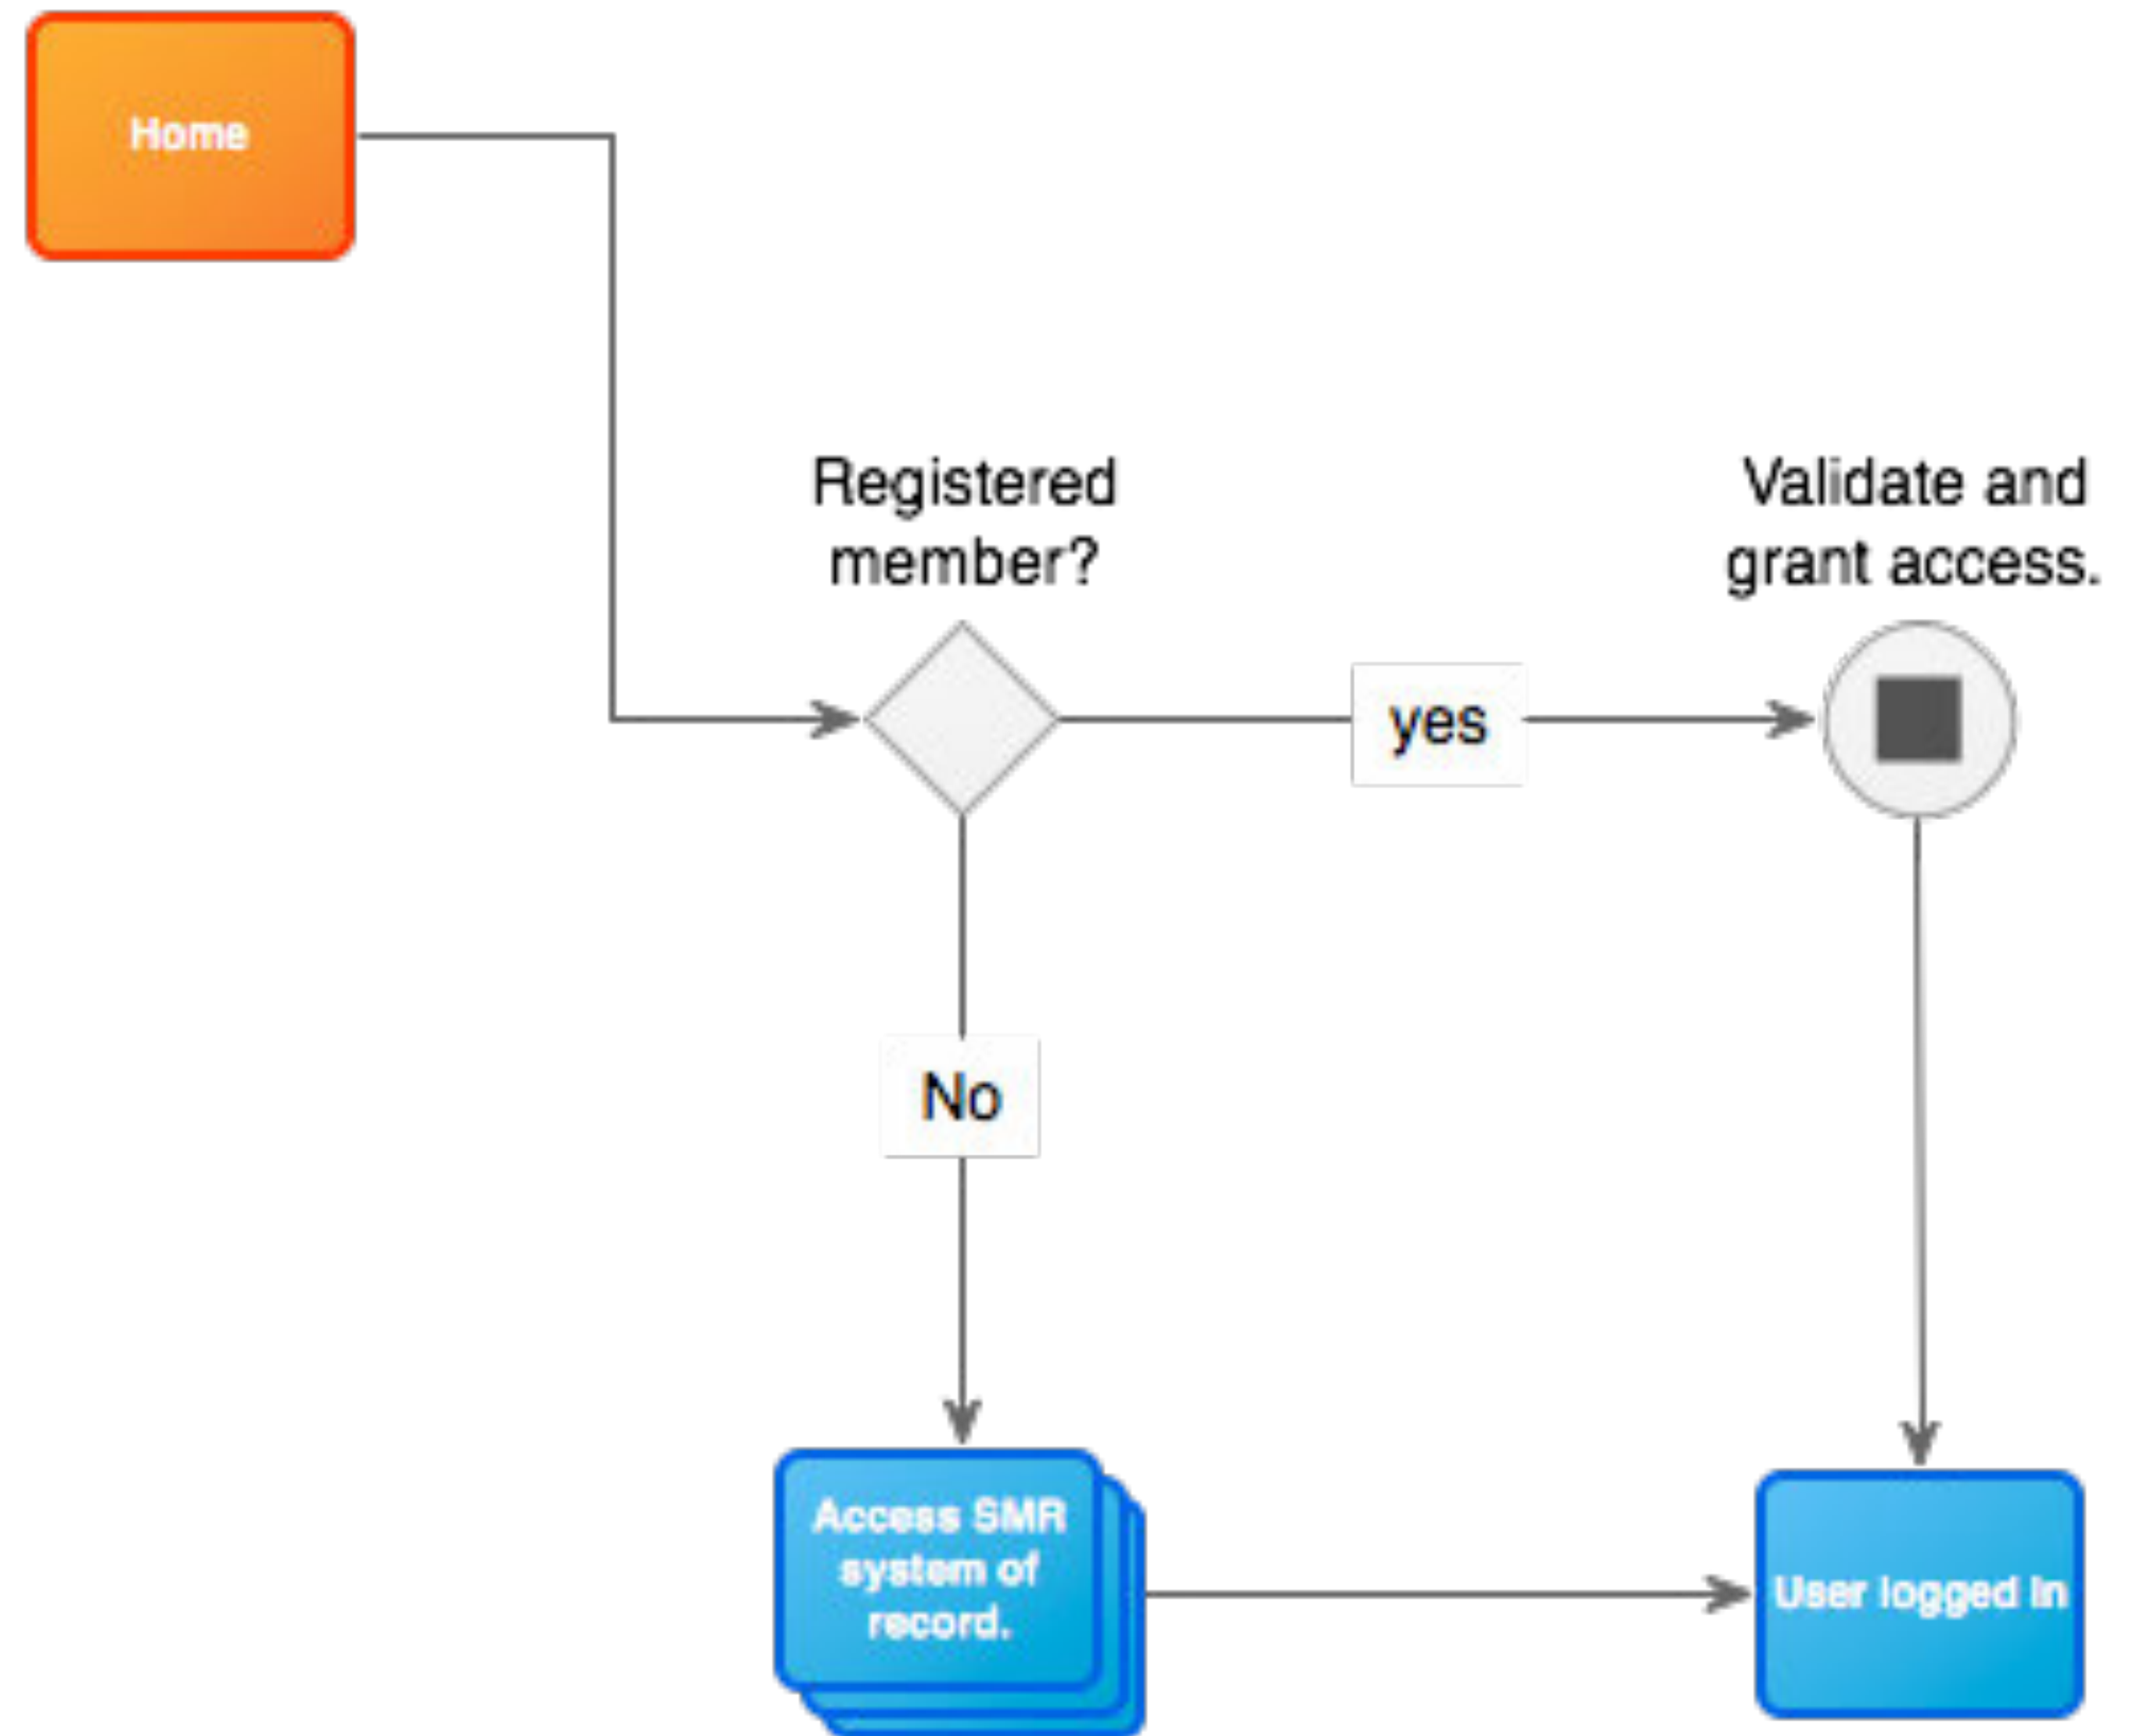 Home
Registered
member?
Validate and
grant access.
yes
No
Access SMR
system of
record.
User logged in